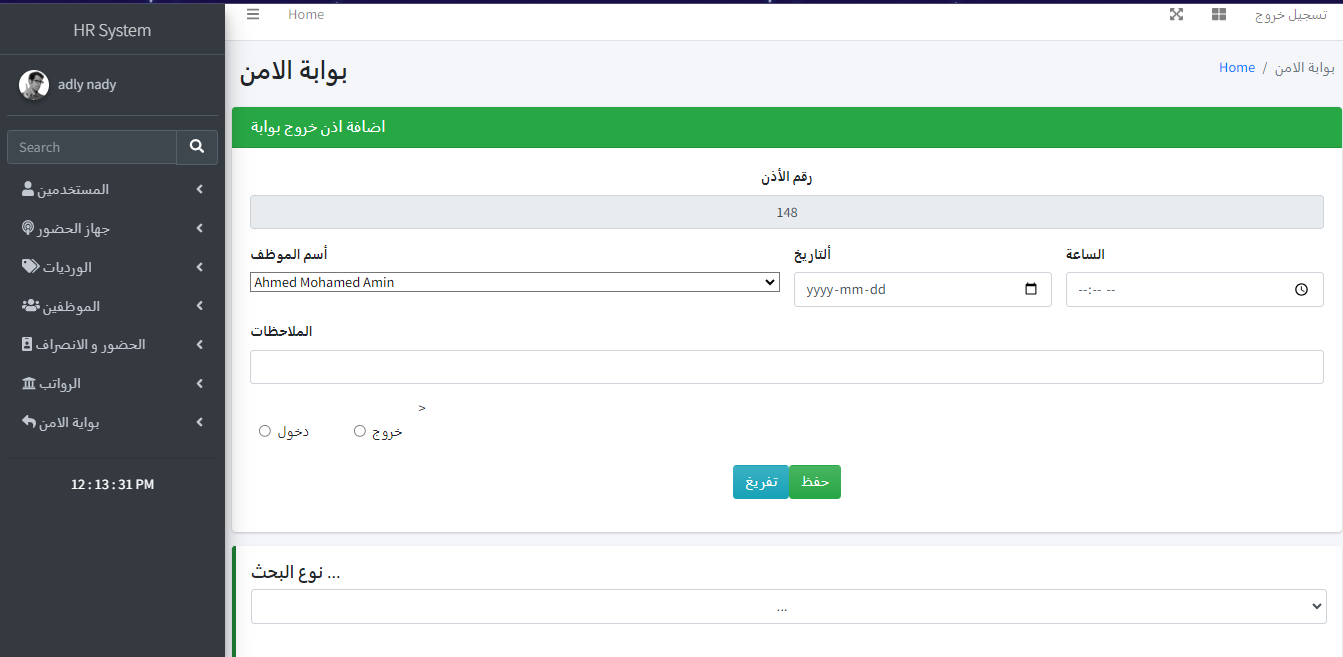 HR System
adly nady
Search
المستخدمين
جهاز الحضور
الورديات
الموظفين
الحضور و الانصراف
الرواتب
بوابة الامن
12 : 13 : 31 PM
Home
تسجيل خروج
بوابة الامن
Home / بوابة الامن
اضافة اذن خروج بوابة
رقم الأذن
148
أسم الموظف
Ahmed Mohamed Amin
ألتاريخ
yyyy-mm-dd
الساعة
--:-- --
الملاحظات
>
دخول
خروج
تفريغ
حفظ
نوع البحث ...
...